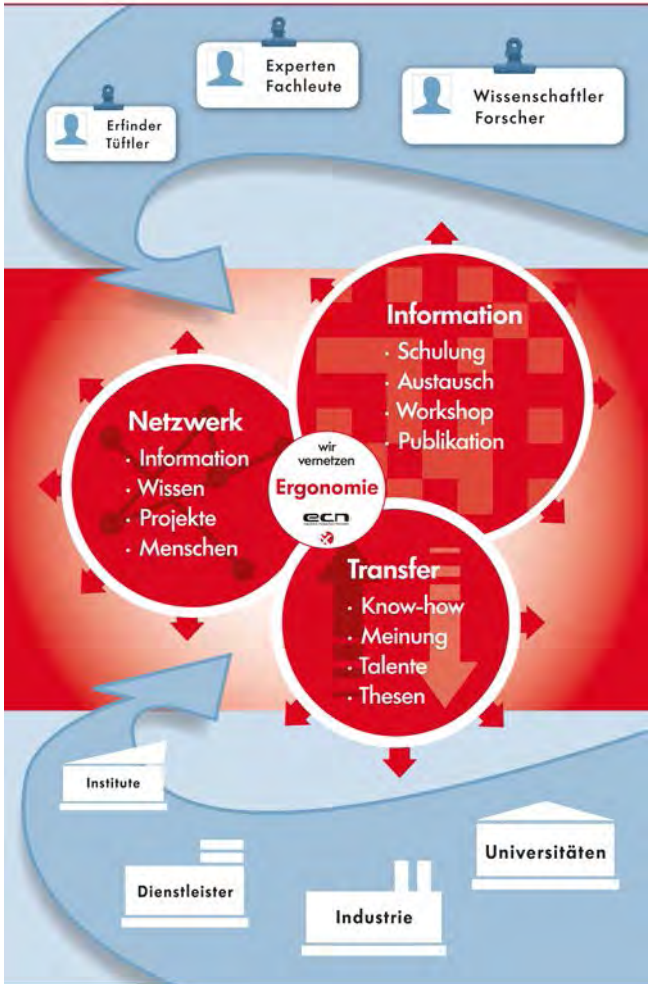 Experten
Fachleute
Wissenschaftler
Forscher
Erfinder
Tüftler
Information
· Schulung
· Austausch
· Workshop
· Publikation
Netzwerk
· Information
· Wissen
· Projekte
· Menschen
wir
vernetzen
Ergonomie
ecn
Transfer
· Know-how
· Meinung
· Talente
· Thesen
Institute
Dienstleister
Industrie
Universitäten